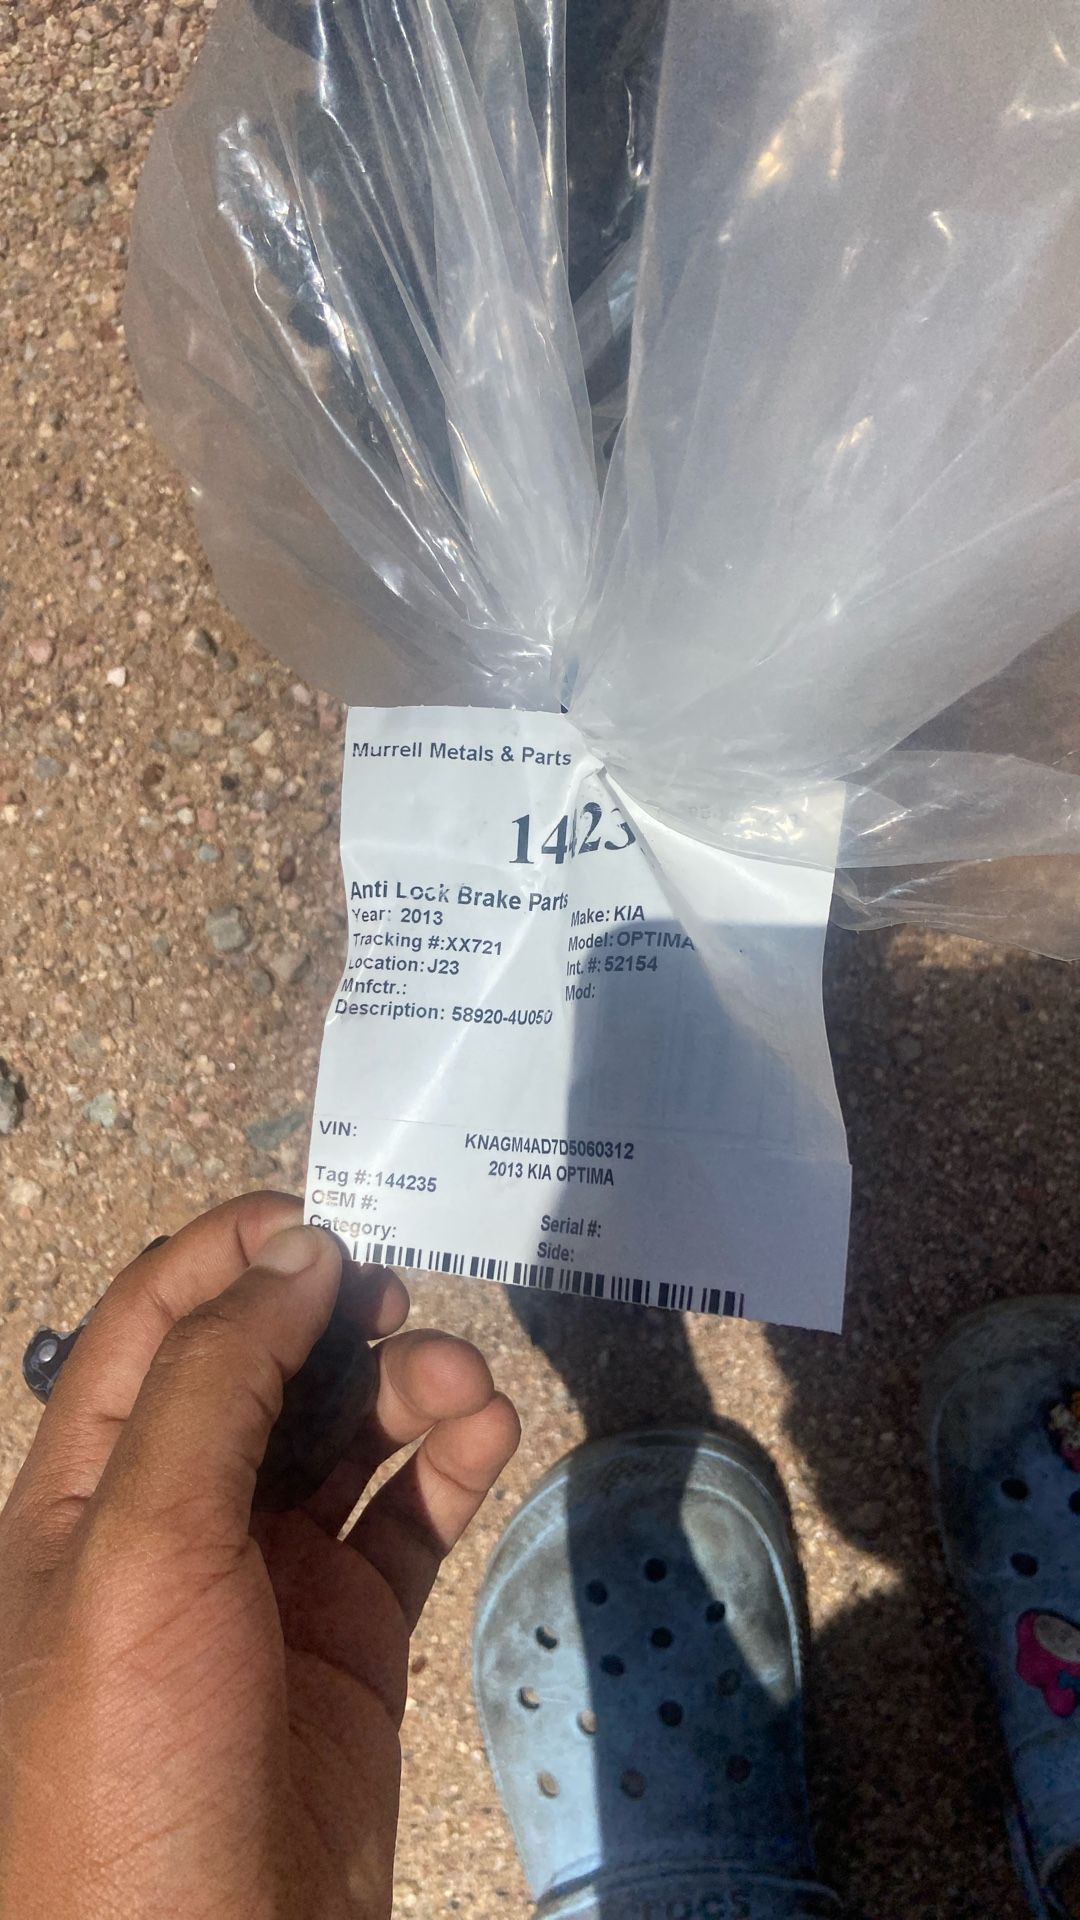 Murrell Metals & Parts
Anti Lock Brake Parts
Year: 2013 Make: KIA
Tracking #:XX721 Model: OPTIMA
Location: J23 Int. #: 52154
Mnfctr.: Mod:
Description: 58920-4U050
VIN: KNAGM4AD7D5060312
2013 KIA OPTIMA
Tag #:144235
OEM #: Serial #:
Category: Side: